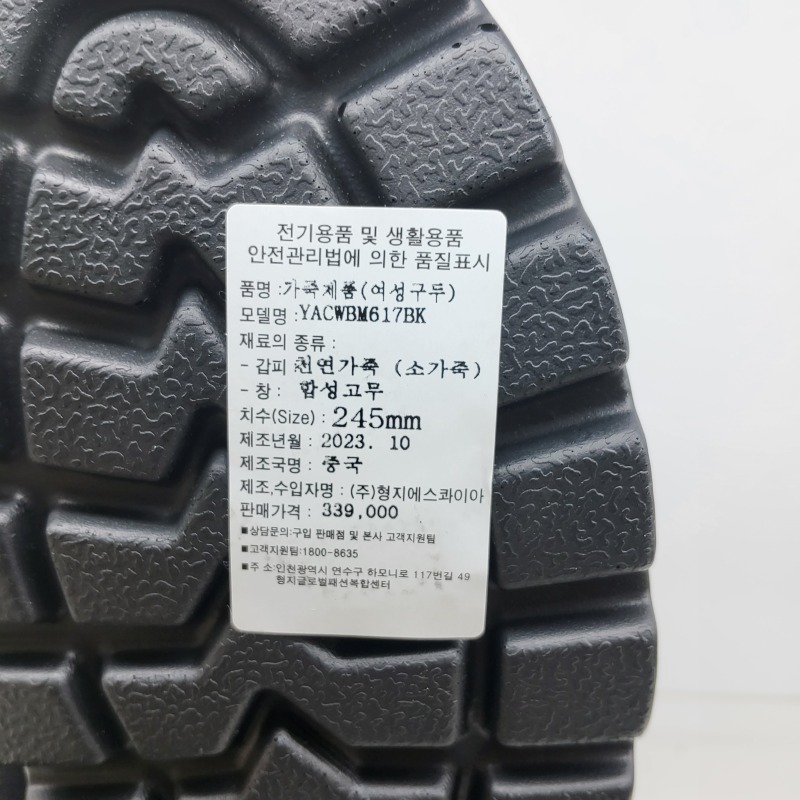 전기용품 및 생활용품
안전관리법에 의한 품질표시
품명 :가죽제품(여성구두)
모델명 :YACWBM617BK
재료의 종류 :
- 갑피 :천연가죽 (소가죽)
- 창 : 합성고무
치수(Size) : 245mm
제조년월 : 2023. 10
제조국명 : 중국
제조,수입자명 : (주)형지에스콰이아
판매가격 : 339,000
■상담문의:구입 판매점 및 본사 고객지원팀
■고객지원팀:1800-8635
■주 소:인천광역시 연수구 하모니로 117번길 49
형지글로벌패션복합센터